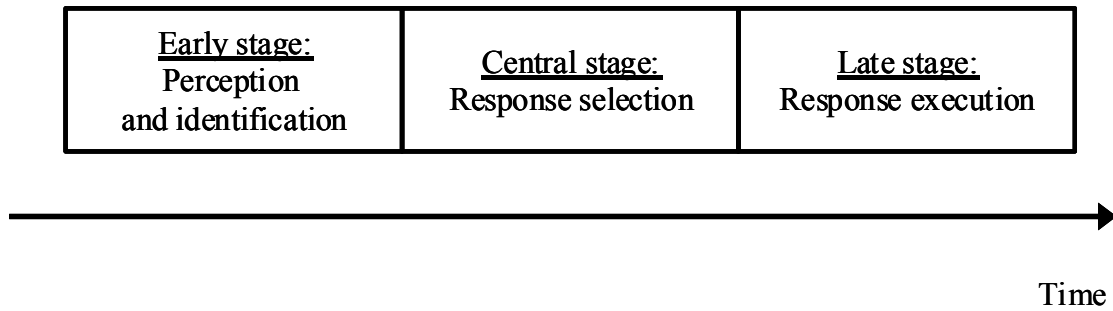 Early stage:
Perception
and identification
Central stage:
Response selection
Late stage:
Response execution
Time